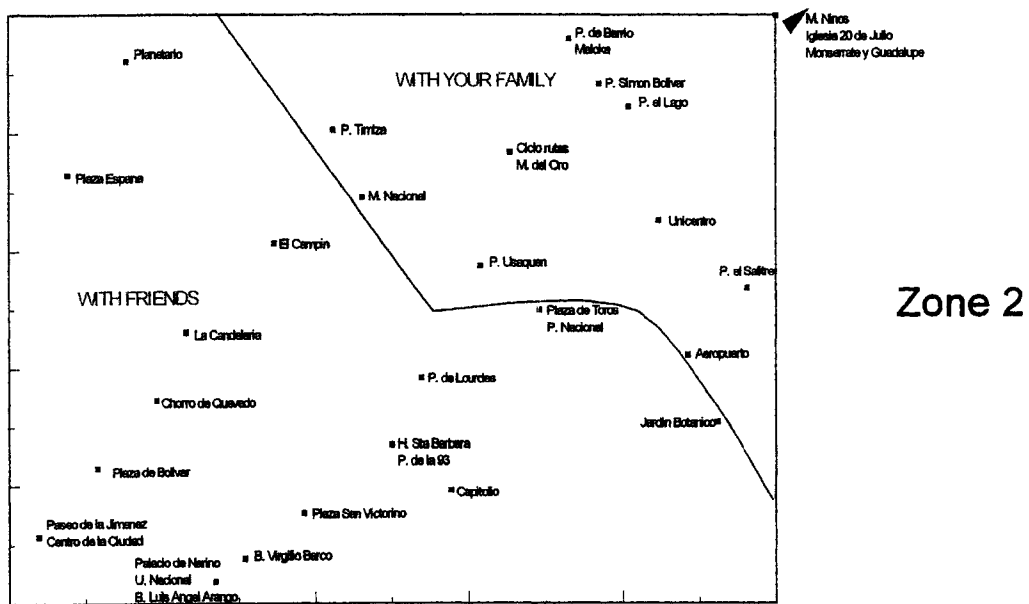 M. Ninos
Iglesia 20 de Julio
Monserrate y Guadalupe
P. de Barrio
Maloka
Planetario
WITH YOUR FAMILY
P. Simon Bolivar
P. el Lago
P. Timiza
Ciclo rutas
M. del Oro
Plaza Espana
M. Nacional
Unicentro
El Campin
P. Usaquen
P. el Salitre
WITH FRIENDS
Zone 2
Plaza de Toros
P. Nacional
La Candelaria
Aeropuerto
P. de Lourdes
Chorro de Quevedo
Jardin Botanico
H. Sta Barbara
P. de la 93
Plaza de Bolivar
Capitolio
Plaza San Victorino
Paseo de la Jimenez
Centro de la Ciudad
B. Virgilio Barco
Palacio de Narino
U. Nacional
B. Luis Angel Arango